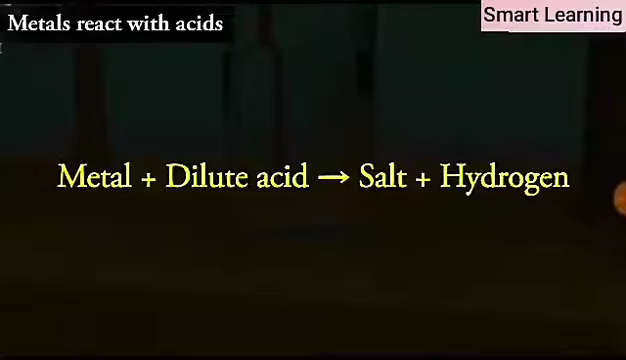 Metals react with acids
Smart Learning
Metal + Dilute acid → Salt + Hydrogen